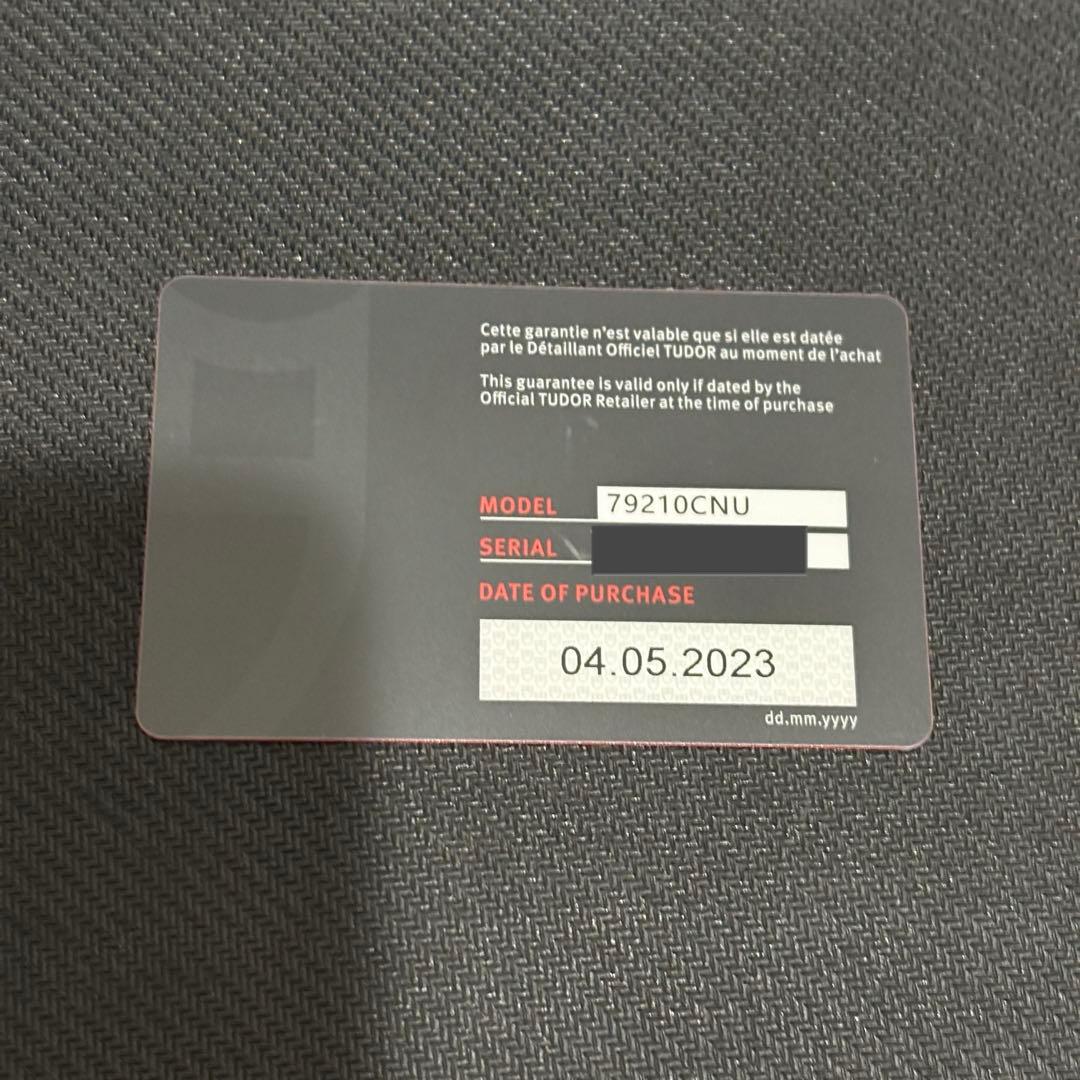 Cette garantie n'est valable que si elle est datée
par le Détaillant Officiel TUDOR au moment de l'achat
This guarantee is valid only if dated by the
Official TUDOR Retailer at the time of purchase
MODEL 79210CNU
SERIAL
DATE OF PURCHASE
04.05.2023
dd.mm.yyyy